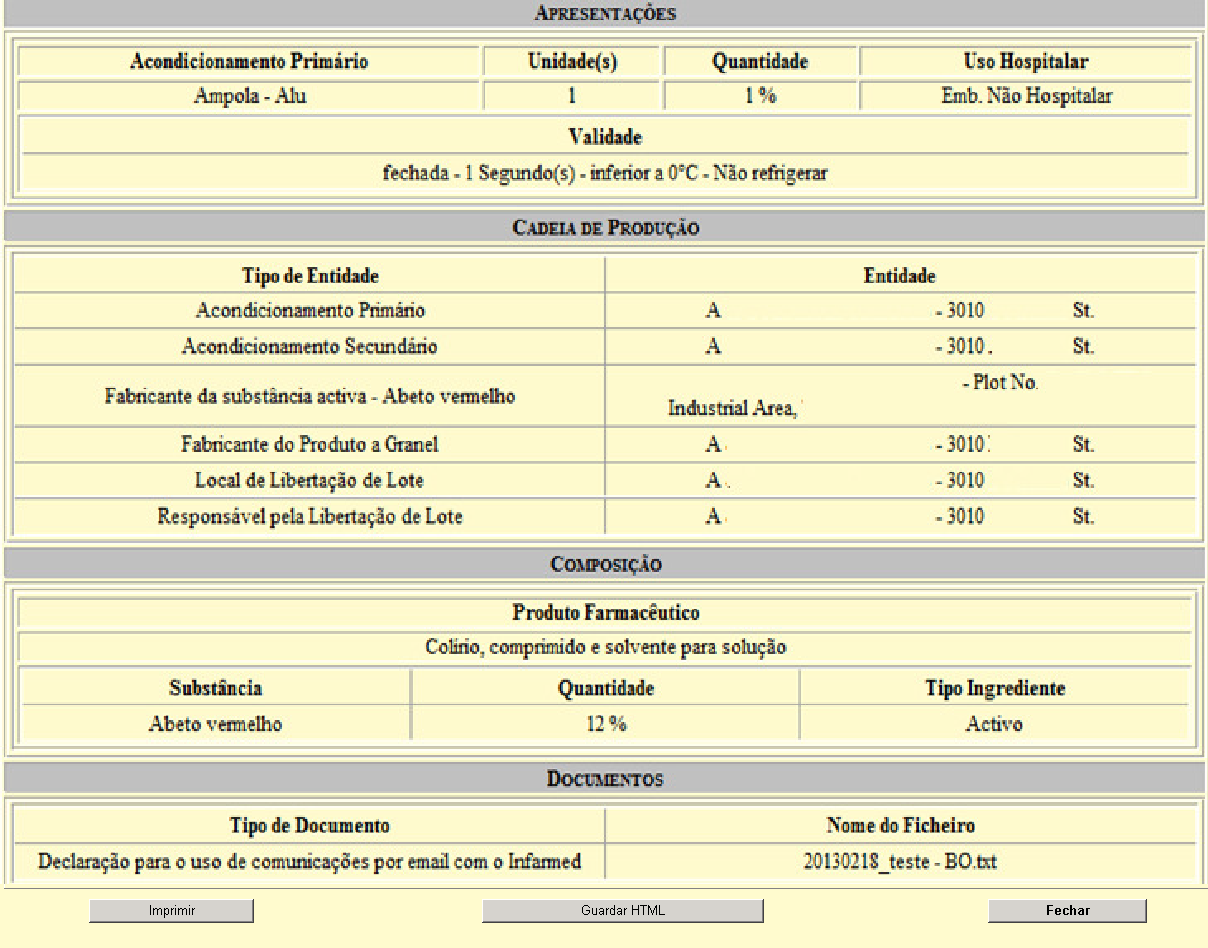 APRESENTAÇÕES
Acondicionamento Primário Unidade(s) Quantidade Uso Hospitalar
Ampola - Alu 1 1 % Emb. Não Hospitalar
Validade
fechada - 1 Segundo(s) - inferior a 0°C - Não refrigerar
CADEIA DE PRODUÇÃO
Tipo de Entidade Entidade
Acondicionamento Primário A - 3010 St.
Acondicionamento Secundário A - 3010 . St.
Fabricante da substância activa - Abeto vermelho - Plot No.
Industrial Area,
Fabricante do Produto a Granel A - 3010 St.
Local de Libertação de Lote A . - 3010 St.
Responsável pela Libertação de Lote A - 3010 St.
COMPOSIÇÃO
Produto Farmacêutico
Colírio, comprimido e solvente para solução
Substância Quantidade Tipo Ingrediente
Abeto vermelho 12 % Activo
DOCUMENTOS
Tipo de Documento Nome do Ficheiro
Declaração para o uso de comunicações por email com o Infarmed 20130218_teste - BO.txt
Imprimir Guardar HTML Fechar